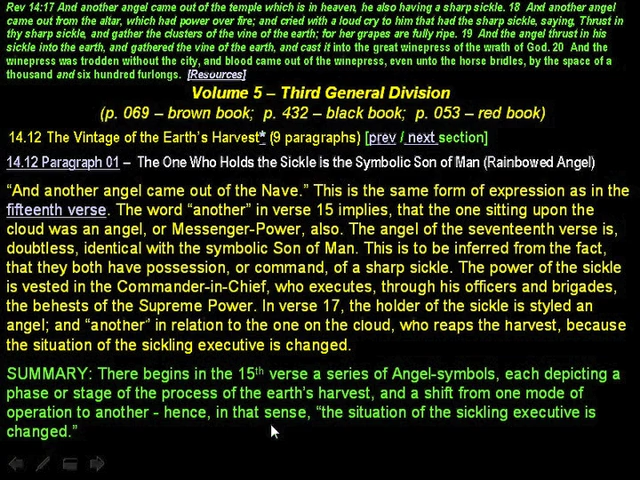 Rev 14:17 And another angel came out of the temple which is in heaven, he also having a sharp sickle. 18 And another angel
came out from the altar, which had power over fire; and cried with a loud cry to him that had the sharp sickle, saying, Thrust in
thy sharp sickle, and gather the clusters of the vine of the earth; for her grapes are fully ripe. 19 And the angel thrust in his
sickle into the earth, and gathered the vine of the earth, and cast it into the great winepress of the wrath of God. 20 And the
winepress was trodden without the city, and blood came out of the winepress, even unto the horse bridles, by the space of a
thousand and six hundred furlongs. [Resources]
Volume 5 – Third General Division
(p. 069 – brown book; p. 432 – black book; p. 053 – red book)
14.12 The Vintage of the Earth's Harvest* (9 paragraphs) [prev / next section]
14.12 Paragraph 01 – The One Who Holds the Sickle is the Symbolic Son of Man (Rainbowed Angel)
“And another angel came out of the Nave.” This is the same form of expression as in the
fifteenth verse. The word “another” in verse 15 implies, that the one sitting upon the
cloud was an angel, or Messenger-Power, also. The angel of the seventeenth verse is,
doubtless, identical with the symbolic Son of Man. This is to be inferred from the fact,
that they both have possession, or command, of a sharp sickle. The power of the sickle
is vested in the Commander-in-Chief, who executes, through his officers and brigades,
the behests of the Supreme Power. In verse 17, the holder of the sickle is styled an
angel; and “another” in relation to the one on the cloud, who reaps the harvest, because
the situation of the sickling executive is changed.
SUMMARY: There begins in the 15th verse a series of Angel-symbols, each depicting a
phase or stage of the process of the earth's harvest, and a shift from one mode of
operation to another - hence, in that sense, “the situation of the sickling executive is
changed.”